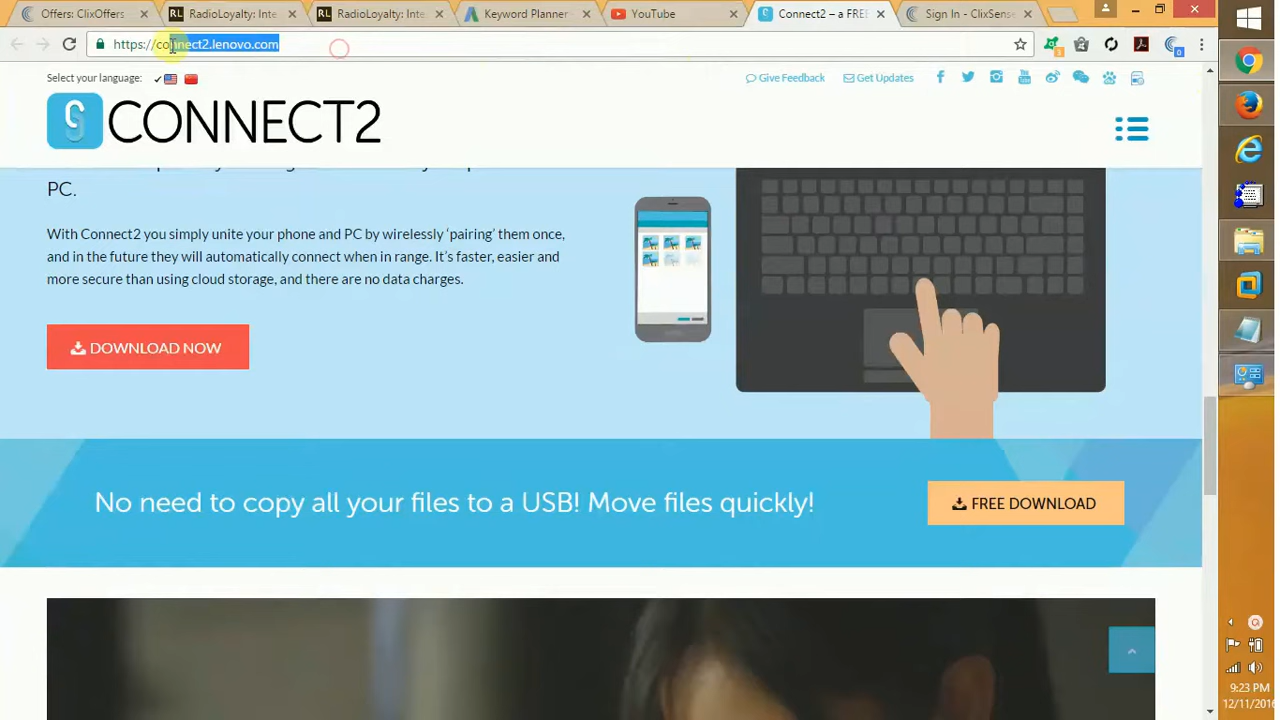 Offers: ClixOffers
RadioLoyalty: Inte
RadioLoyalty: Inte
Keyword Planner
YouTube
Connect2 – a FRE
Sign In - ClixSense
https://connect2.lenovo.com
Select your language:
Give Feedback
Get Updates
CONNECT2
PC.
With Connect2 you simply unite your phone and PC by wirelessly ‘pairing’ them once,
and in the future they will automatically connect when in range. It’s faster, easier and
more secure than using cloud storage, and there are no data charges.
DOWNLOAD NOW
No need to copy all your files to a USB! Move files quickly!
FREE DOWNLOAD
9:23 PM
12/11/2016